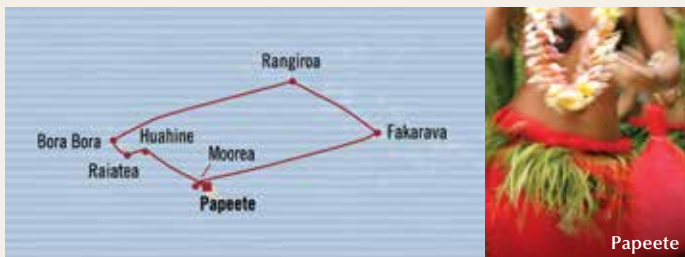 Rangiroa
Bora Bora
Huahine
Fakarava
Raiatea
Moorea
Papeete
Papeete